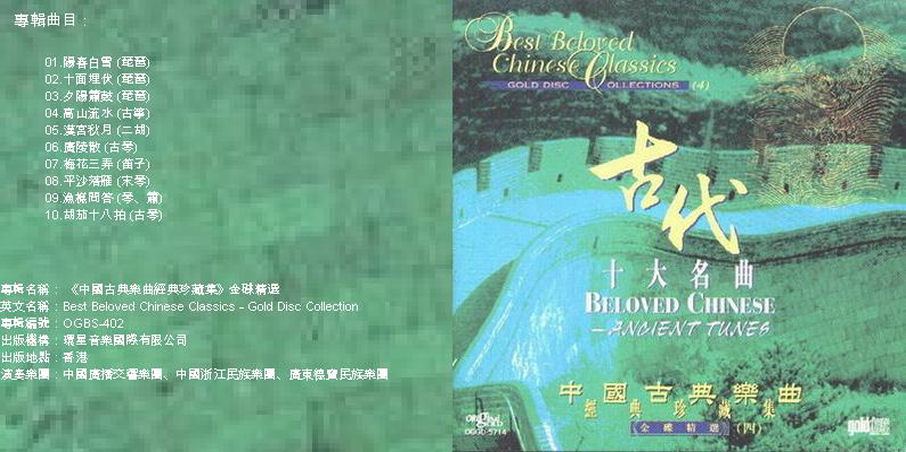 專輯曲目：
01.陽春白雪 (琵琶)
02.十面埋伏 (琵琶)
03.夕陽簫鼓 (琵琶)
04.高山流水 (古箏)
05.漢宮秋月 (二胡)
06.廣陵散 (古琴)
07.梅花三弄 (笛子)
08.平沙落雁 (宋琴)
09.漁樵問答 (琴、簫)
10.胡茄十八拍 (古琴)
專輯名稱：《中國古典樂曲經典珍藏集》金碟精選
英文名稱：Best Beloved Chinese Classics - Gold Disc Collection
專輯編號：OGBS-402
出版機構：環星音樂國際有限公司
出版地點：香港
演奏樂團：中國廣播交響樂團、中國浙江民族樂團、廣東德寶民族樂團
Best Beloved
Chinese Classics
GOLD DISC COLLECTIONS (4)
古代
十大名曲
BELOVED CHINESE
-ANCIENT TUNES
中國古典樂曲
經典珍藏集
《金碟精選》(四)
OGGD-5714